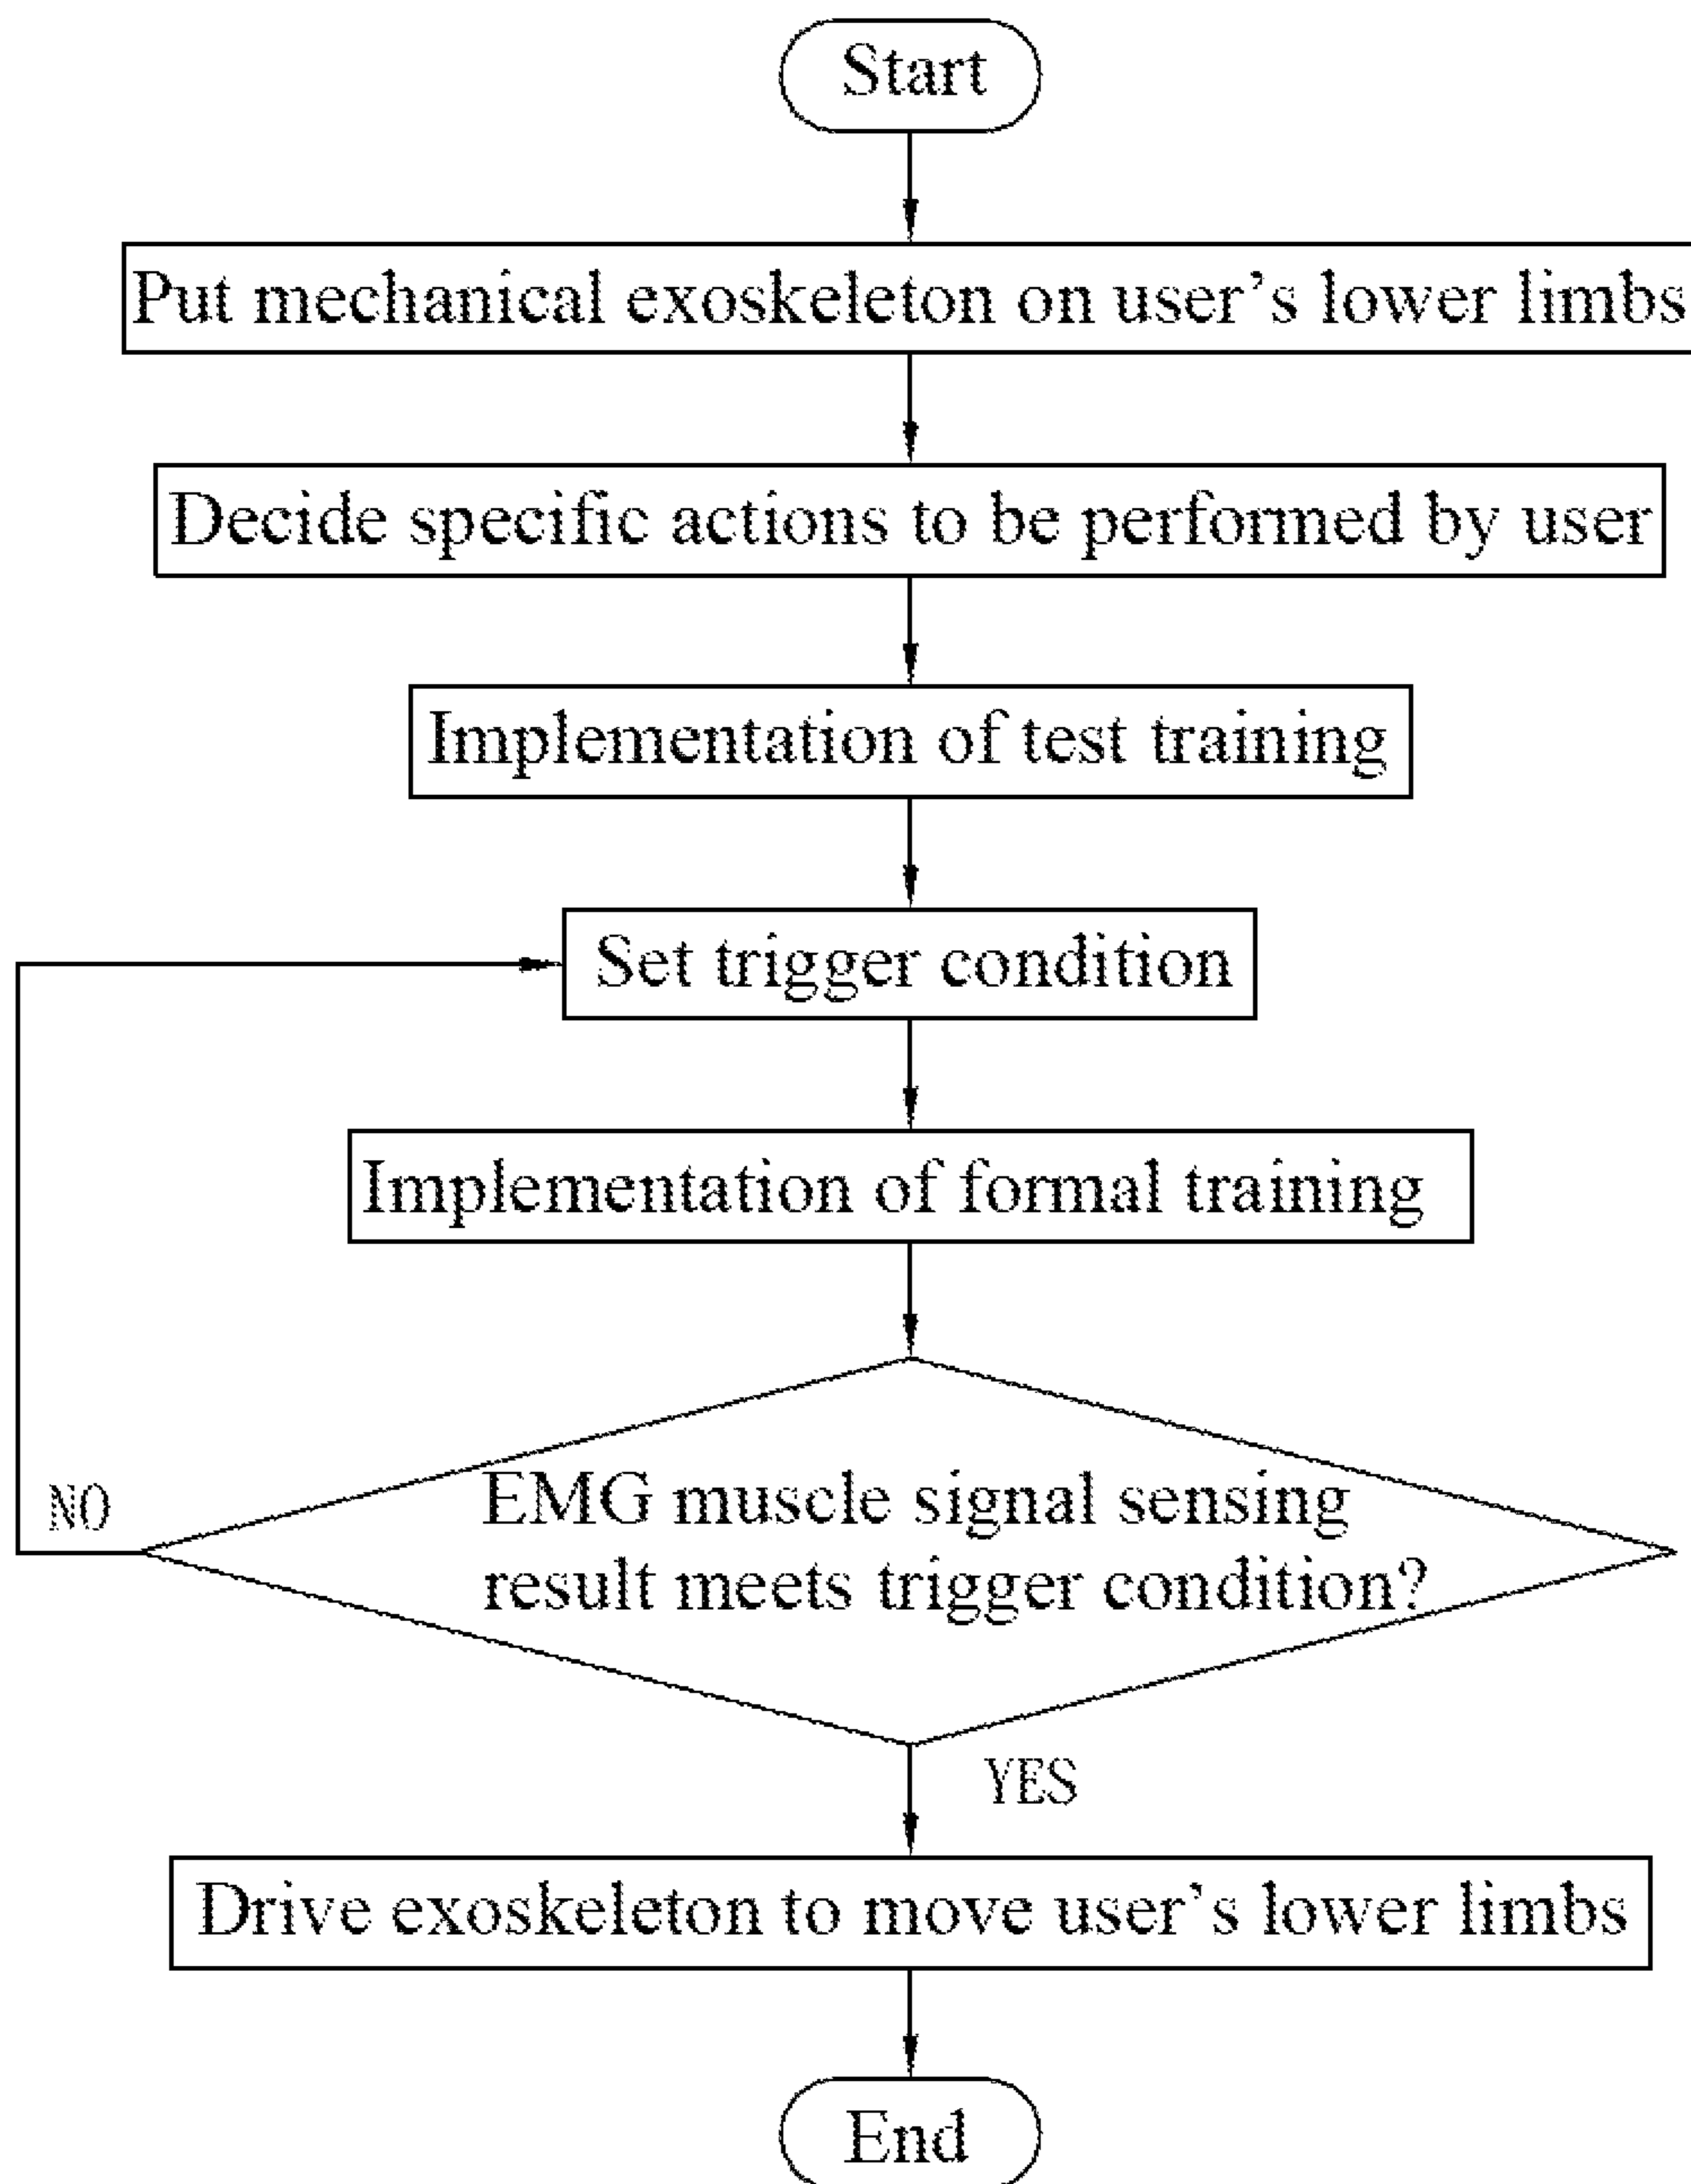 Start
Put mechanical exoskeleton on user's lower limbs
Decide specific actions to be performed by user
Implementation of test training
Set trigger condition
Implementation of formal training
EMG muscle signal sensing
result meets trigger condition?
NO
YES
Drive exoskeleton to move user's lower limbs
End